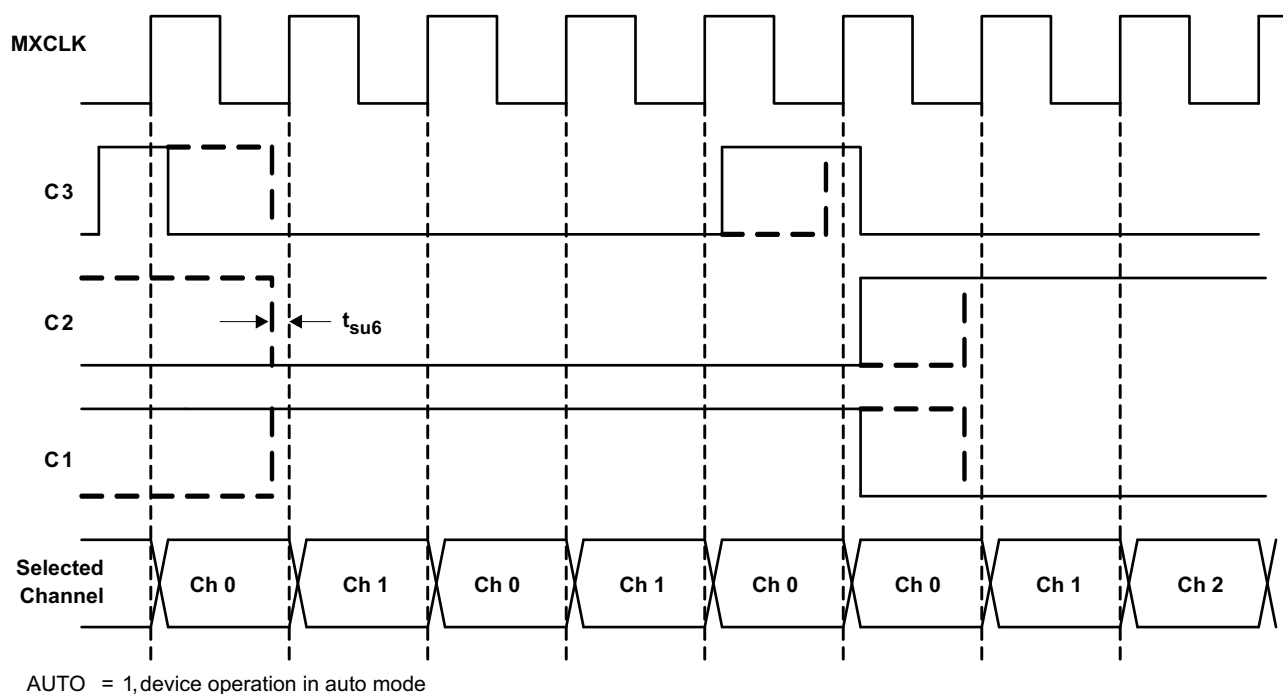 MXCLK
C3
C2
t_su6
C1
Selected Channel
Ch 0 Ch 1 Ch 0 Ch 1 Ch 0 Ch 0 Ch 1 Ch 2
AUTO = 1, device operation in auto mode